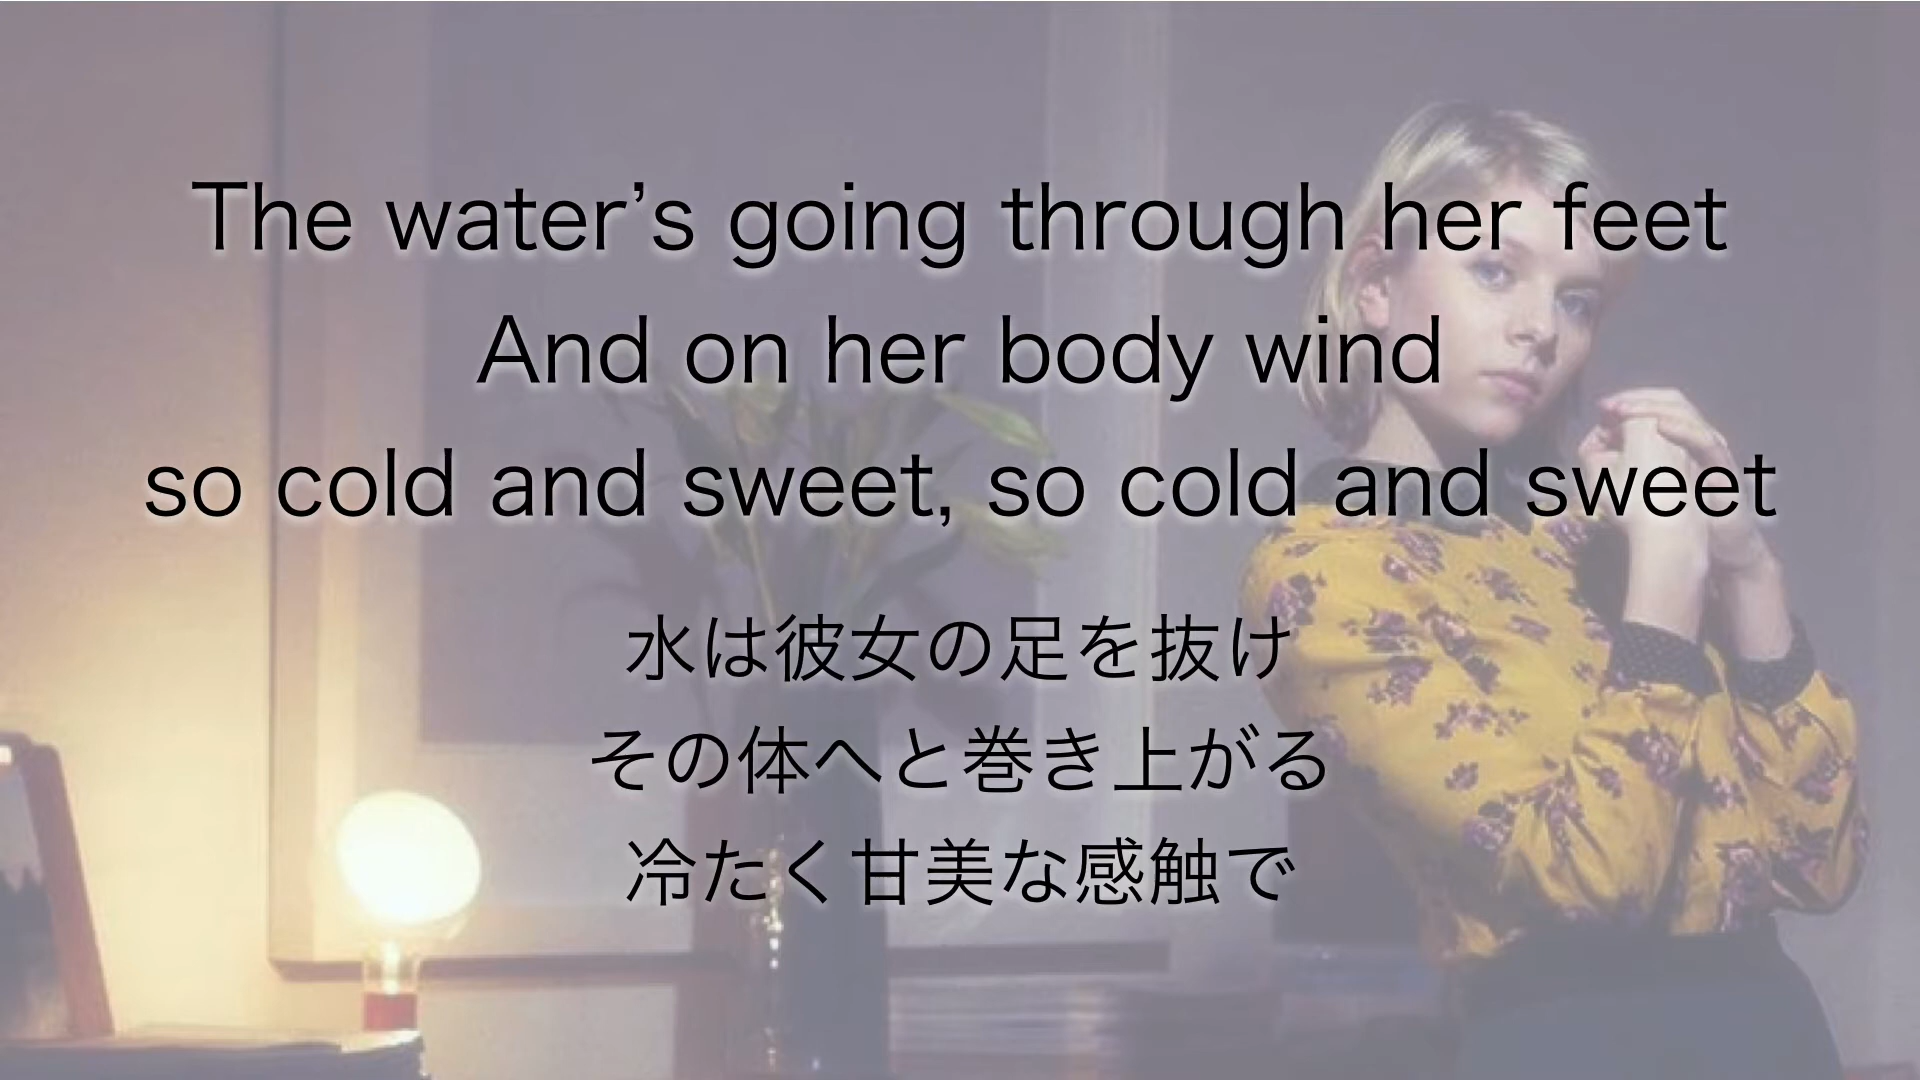 The water’s going through her feet
And on her body wind
so cold and sweet, so cold and sweet
水は彼女の足を抜け
その体へと巻き上がる
冷たく甘美な感触で